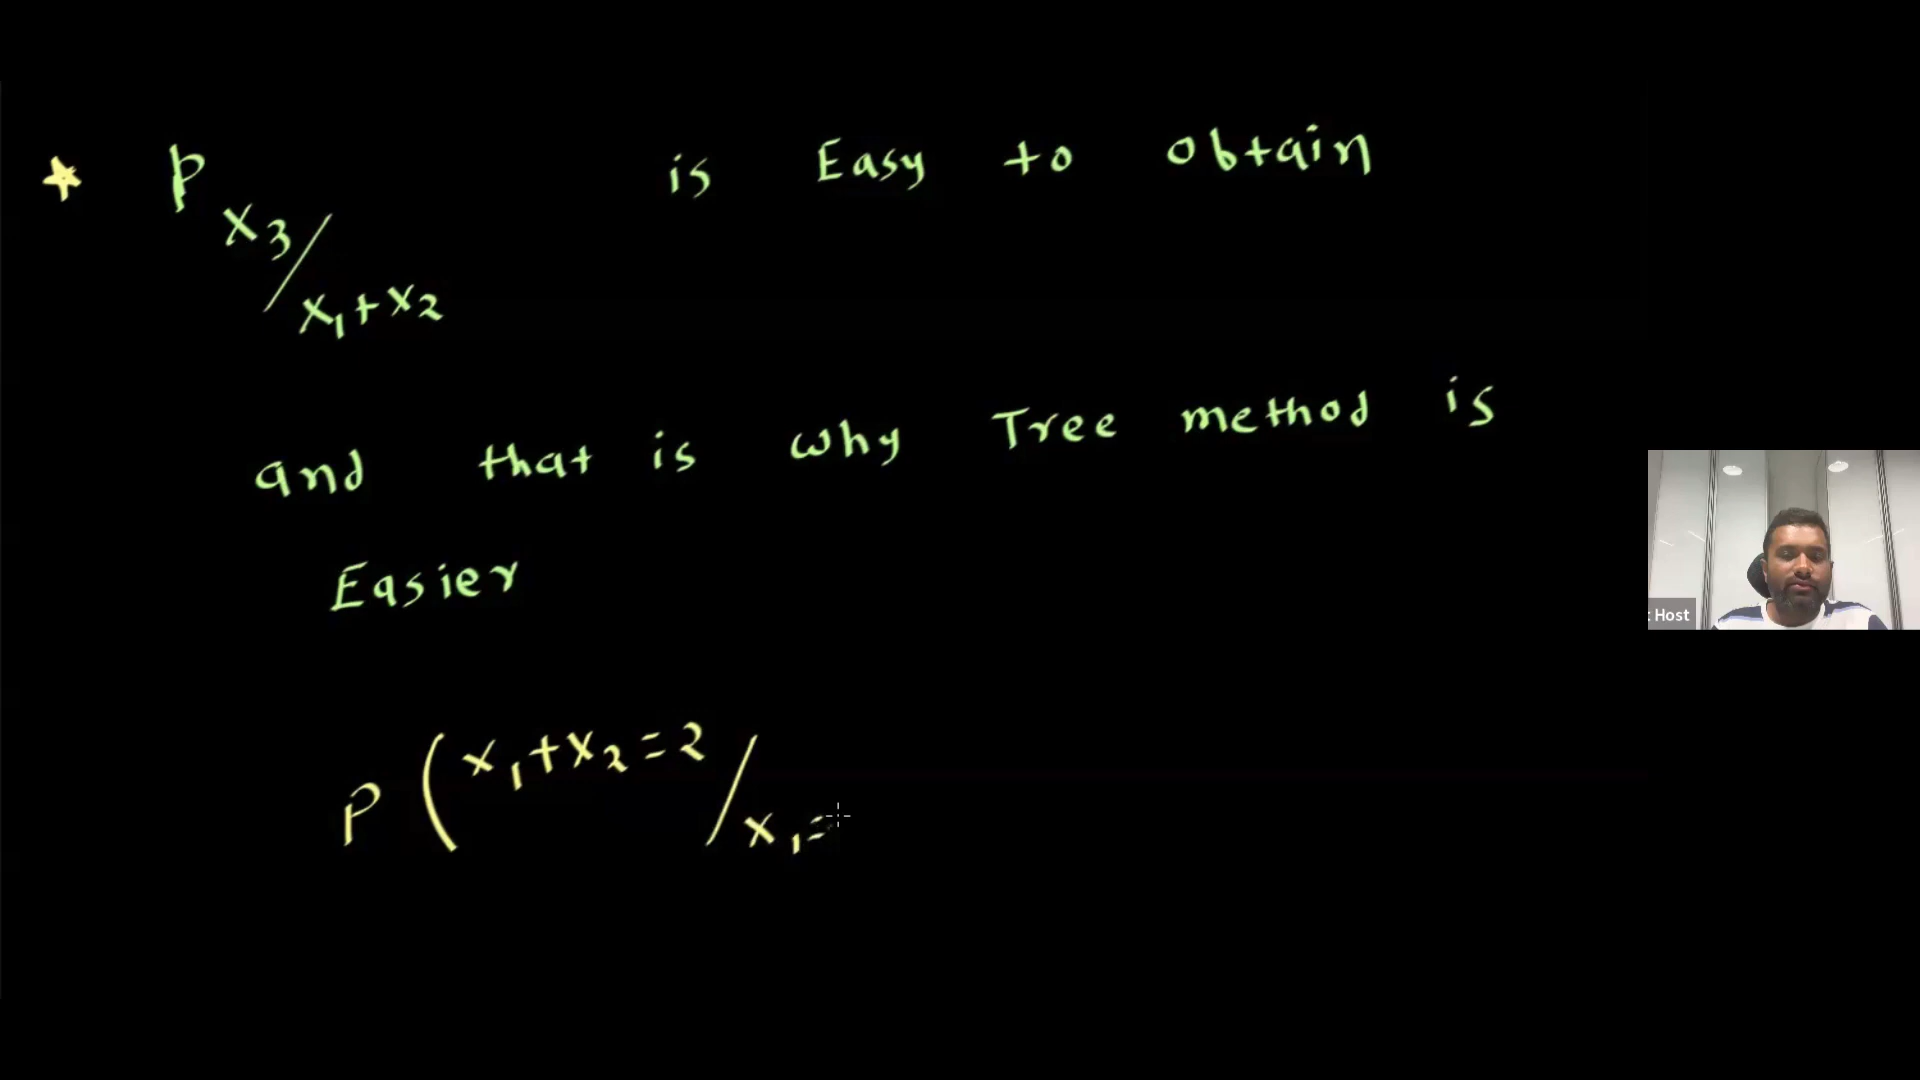 ★ P X3/X1+X2 is Easy to obtain
and that is why Tree method is
Easier
P (X1+X2=2/X1=
: Host